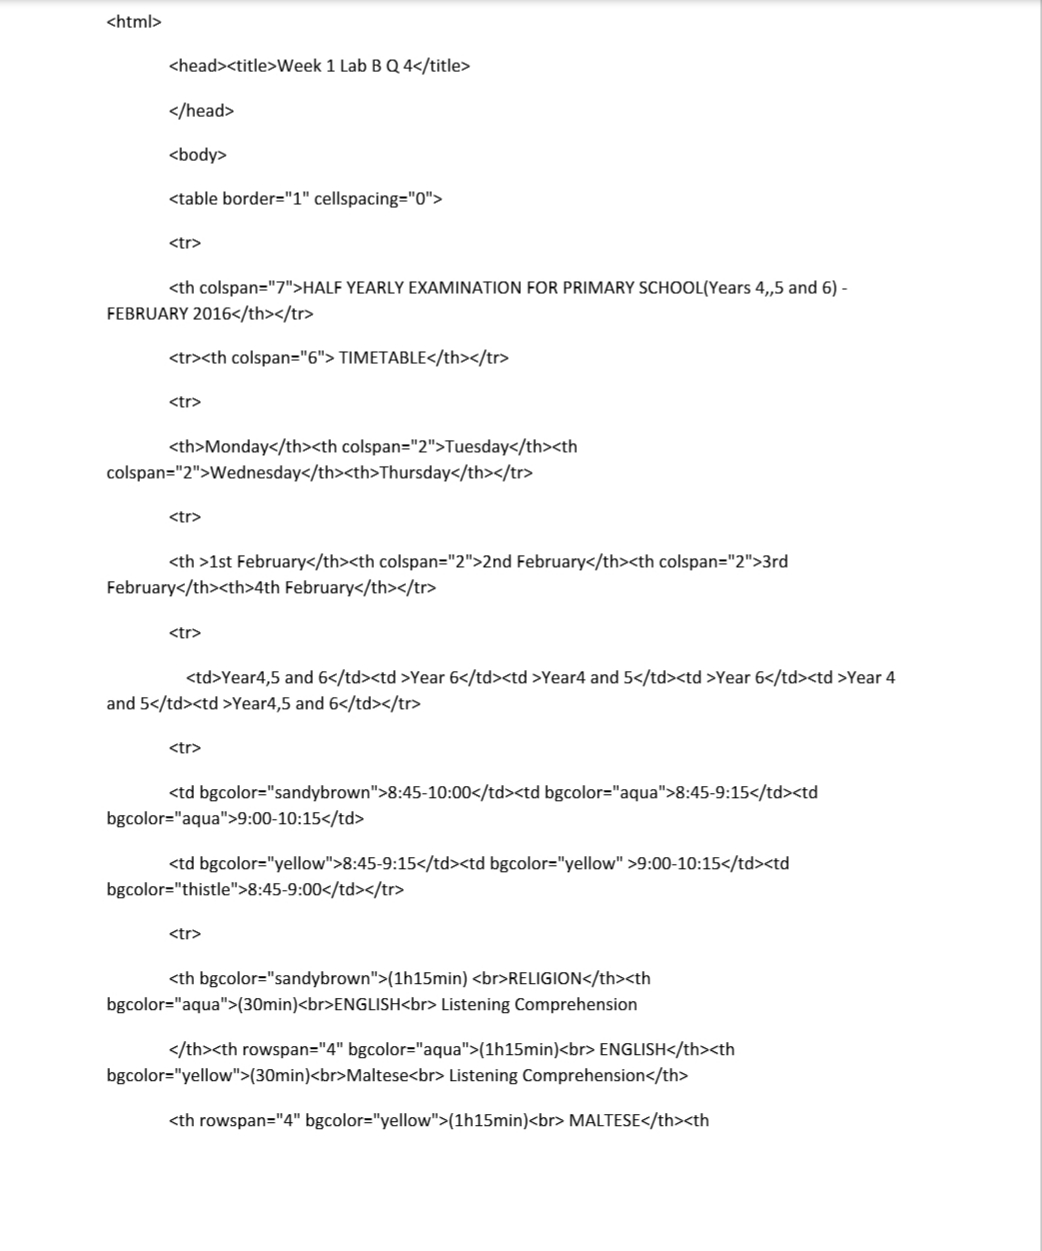 <html>
<head><title>Week 1 Lab B Q 4</title>
</head>
<body>
<table border="1" cellspacing="0">
<tr>
<th colspan="7">HALF YEARLY EXAMINATION FOR PRIMARY SCHOOL(Years 4,,5 and 6) -
FEBRUARY 2016</th></tr>
<tr><th colspan="6"> TIMETABLE</th></tr>
<tr>
<th>Monday</th><th colspan="2">Tuesday</th><th
colspan="2">Wednesday</th><th>Thursday</th></tr>
<tr>
<th >1st February</th><th colspan="2">2nd February</th><th colspan="2">3rd
February</th><th>4th February</th></tr>
<tr>
<td>Year4,5 and 6</td><td >Year 6</td><td >Year4 and 5</td><td >Year 6</td><td >Year 4
and 5</td><td >Year4,5 and 6</td></tr>
<tr>
<td bgcolor="sandybrown">8:45-10:00</td><td bgcolor="aqua">8:45-9:15</td><td
bgcolor="aqua">9:00-10:15</td>
<td bgcolor="yellow">8:45-9:15</td><td bgcolor="yellow" >9:00-10:15</td><td
bgcolor="thistle">8:45-9:00</td></tr>
<tr>
<th bgcolor="sandybrown">(1h15min) <br>RELIGION</th><th
bgcolor="aqua">(30min)<br>ENGLISH<br> Listening Comprehension
</th><th rowspan="4" bgcolor="aqua">(1h15min)<br> ENGLISH</th><th
bgcolor="yellow">(30min)<br>Maltese<br> Listening Comprehension</th>
<th rowspan="4" bgcolor="yellow">(1h15min)<br> MALTESE</th><th